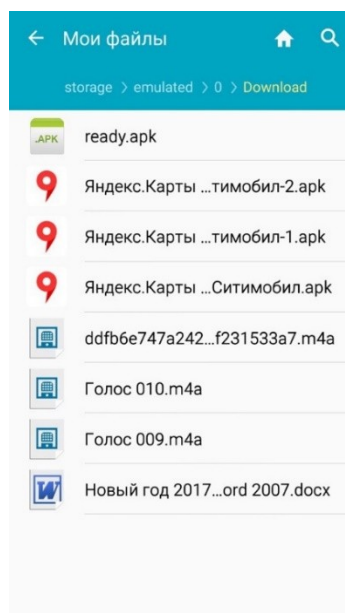 Мои файлы
storage > emulated > 0 > Download
.APK
ready.apk
Яндекс.Карты ...тимобил-2.apk
Яндекс.Карты ...тимобил-1.apk
Яндекс.Карты ...Ситимобил.apk
ddfb6e747a242...f231533a7.m4a
Голос 010.m4a
Голос 009.m4a
W
Новый год 2017...ord 2007.docx